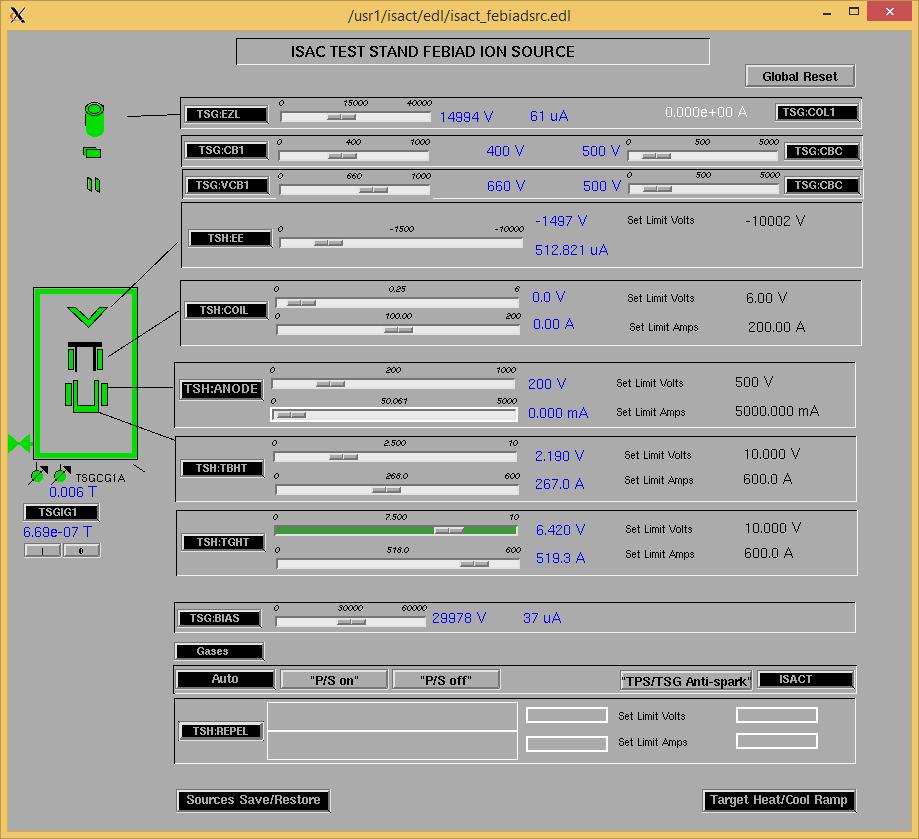 /usr1/isact/edl/isact_febiadsrc.edl
ISAC TEST STAND FEBIAD ION SOURCE
Global Reset
TSG:EZL 0 15000 40000 14994 V 61 uA 0.000e+00 A TSG:COL1
TSG:CB1 0 400 1000 400 V 500 V 0 500 5000 TSG:CBC
TSG:VCB1 0 660 1000 660 V 500 V 0 500 5000 TSG:CBC
TSH:EE 0 -1500 -10000 -1497 V Set Limit Volts -10002 V
512.821 uA
TSH:COIL 0 0.25 6 0.0 V Set Limit Volts 6.00 V
0 100.00 200 0.00 A Set Limit Amps 200.00 A
TSH:ANODE 0 200 1000 200 V Set Limit Volts 500 V
0 50.061 5000 0.000 mA Set Limit Amps 5000.000 mA
TSH:TBHT 0 2.500 10 2.190 V Set Limit Volts 10.000 V
0 268.0 600 267.0 A Set Limit Amps 600.0 A
TSGCG1A
0.006 T
TSGIG1
6.69e-07 T
I 0
TSH:TGHT 0 7.500 10 6.420 V Set Limit Volts 10.000 V
0 518.0 600 519.3 A Set Limit Amps 600.0 A
TSG:BIAS 0 30000 60000 29978 V 37 uA
Gases
Auto "P/S on" "P/S off" "TPS/TSG Anti-spark" ISACT
TSH:REPEL Set Limit Volts
Set Limit Amps
Sources Save/Restore Target Heat/Cool Ramp